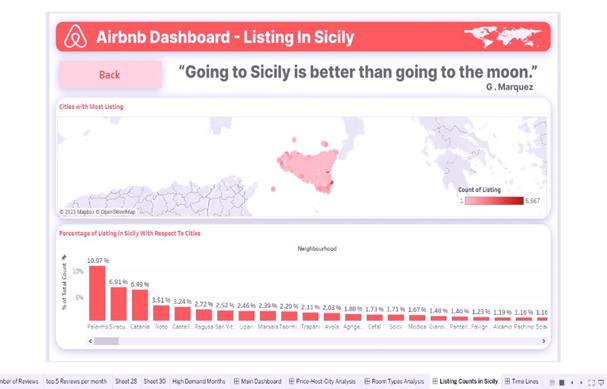 Airbnb Dashboard - Listing In Sicily
Back
“Going to Sicily is better than going to the moon.”
G . Marquez
Cities with Most Listing
Count of Listing
1
5,667
© 2023 Mapbox © OpenStreetMap
Percentage of Listing in Sicily With Respect To Cities
Neighbourhood
% of Total Count
10%
5%
10.97 % 6.91 % 6.49 % 3.51 % 3.24 % 2.72 % 2.52 % 2.46 % 2.39 % 2.29 % 2.11 % 2.03 % 1.88 % 1.73 % 1.71 % 1.67 % 1.48 % 1.40 % 1.23 % 1.19 % 1.16 % 1.16
Palermo Siracu.. Catania Noto Castell.. Ragusa San Vit.. Lipari Marsala Taormi.. Trapani Avola Agrige.. Cefal Scicli Modica Giardi.. Pantell.. Favign.. Alcamo Pachino Sciac
mber of Reviews top 5 Reviews per month Sheet 28 Sheet 30 High Demand Months Main Dashboard Price-Host-City Analysis Room Types Analysis Listing Counts in Sicily Time Lines